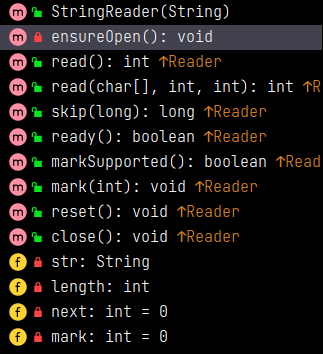 m StringReader(String)
m ensureOpen(): void
m read(): int ↑Reader
m read(char[], int, int): int ↑R
m skip(long): long ↑Reader
m ready(): boolean ↑Reader
m markSupported(): boolean ↑Read
m mark(int): void ↑Reader
m reset(): void ↑Reader
m close(): void ↑Reader
f str: String
f length: int
f next: int = 0
f mark: int = 0